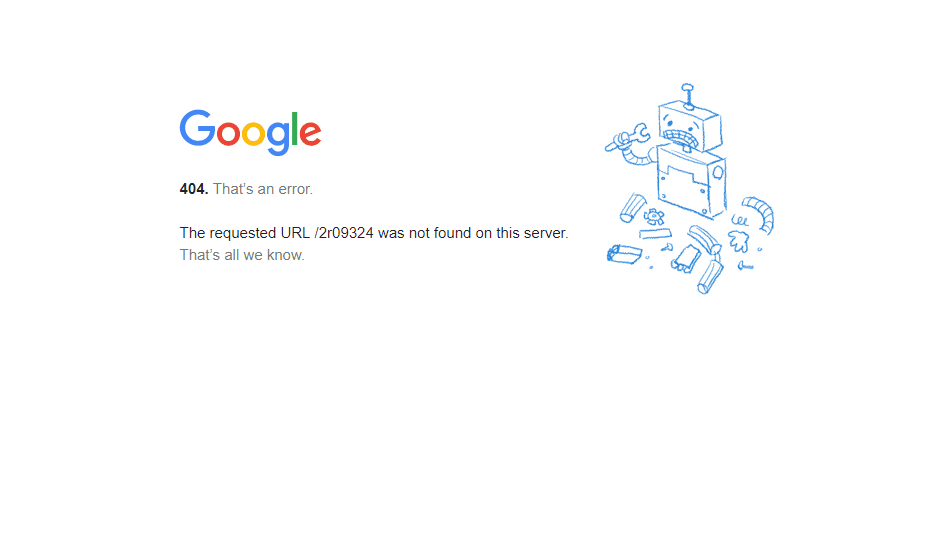 Google
404. That's an error.
The requested URL /2r09324 was not found on this server.
That's all we know.